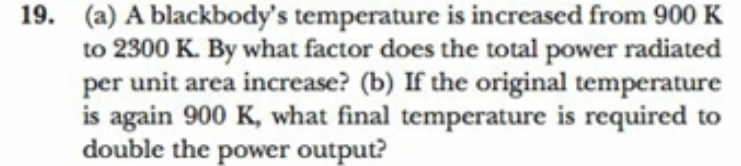 19. (a) A blackbody's temperature is increased from 900 K
to 2300 K. By what factor does the total power radiated
per unit area increase? (b) If the original temperature
is again 900 K, what final temperature is required to
double the power output?